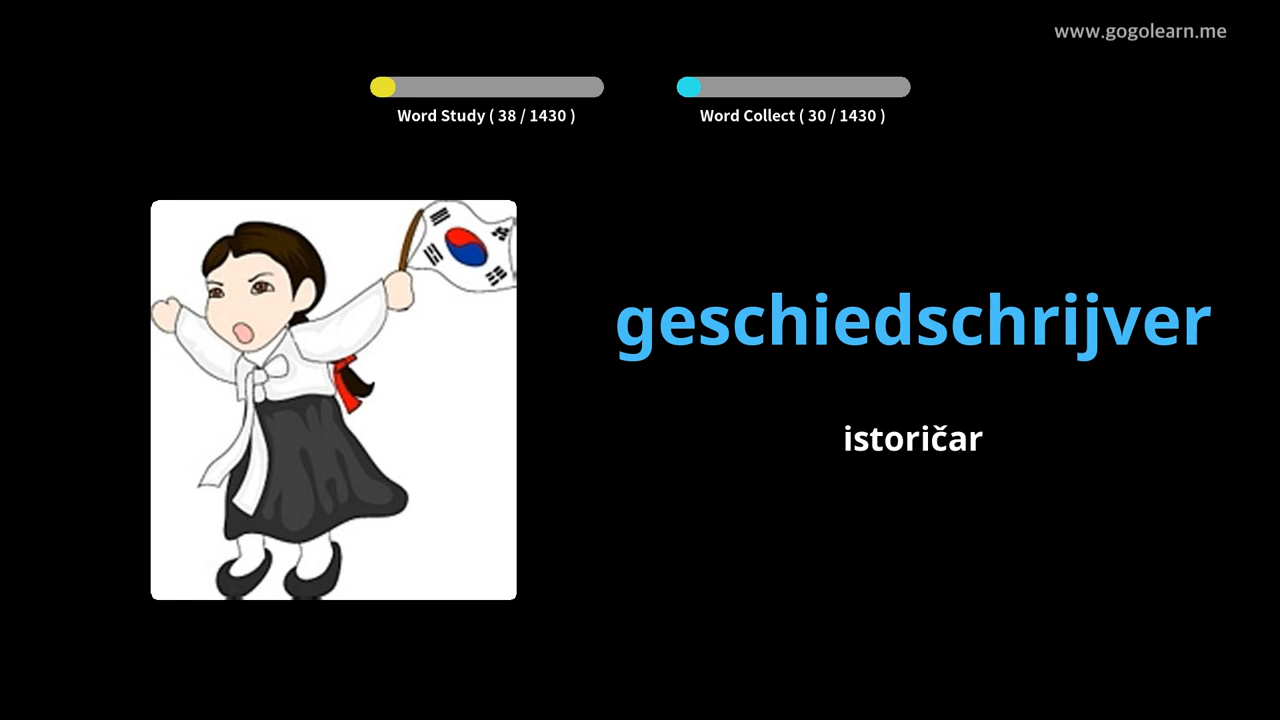 www.gogolearn.me
Word Study ( 38 / 1430 )
Word Collect ( 30 / 1430 )
geschiedschrijver
istoričar